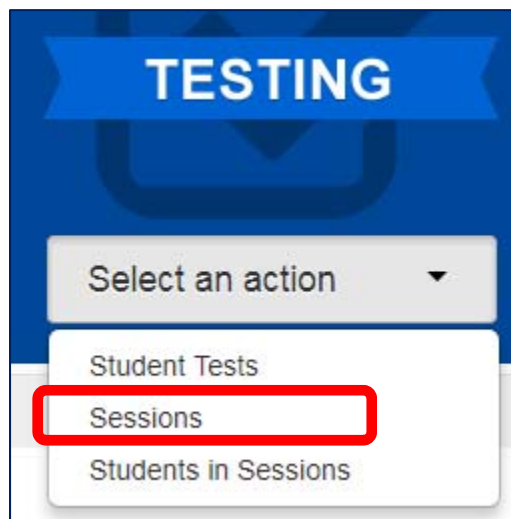 TESTING
Select an action
Student Tests
Sessions
Students in Sessions